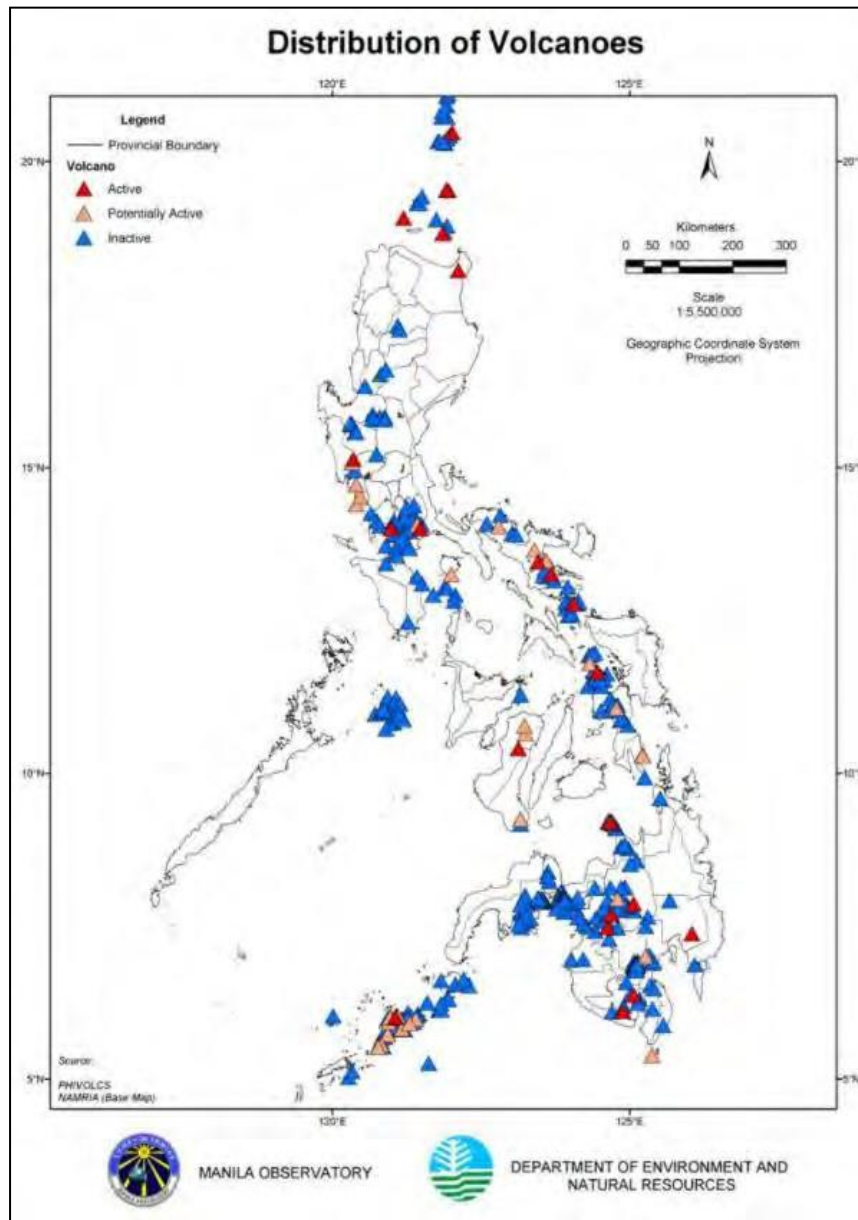 Distribution of Volcanoes
120°E
125°E
Legend
Provincial Boundary
Volcano
Active
Potentially Active
Inactive
N
Kilometers
0 50 100 200 300
Scale
1:5,500,000
Geographic Coordinate System
Projection
20°N
20°N
15°N
15°N
10°N
10°N
5°N
5°N
Source:
PHIVOLCS
NAMRIA (Base Map)
120°E
125°E
MANILA OBSERVATORY
DEPARTMENT OF ENVIRONMENT AND
NATURAL RESOURCES